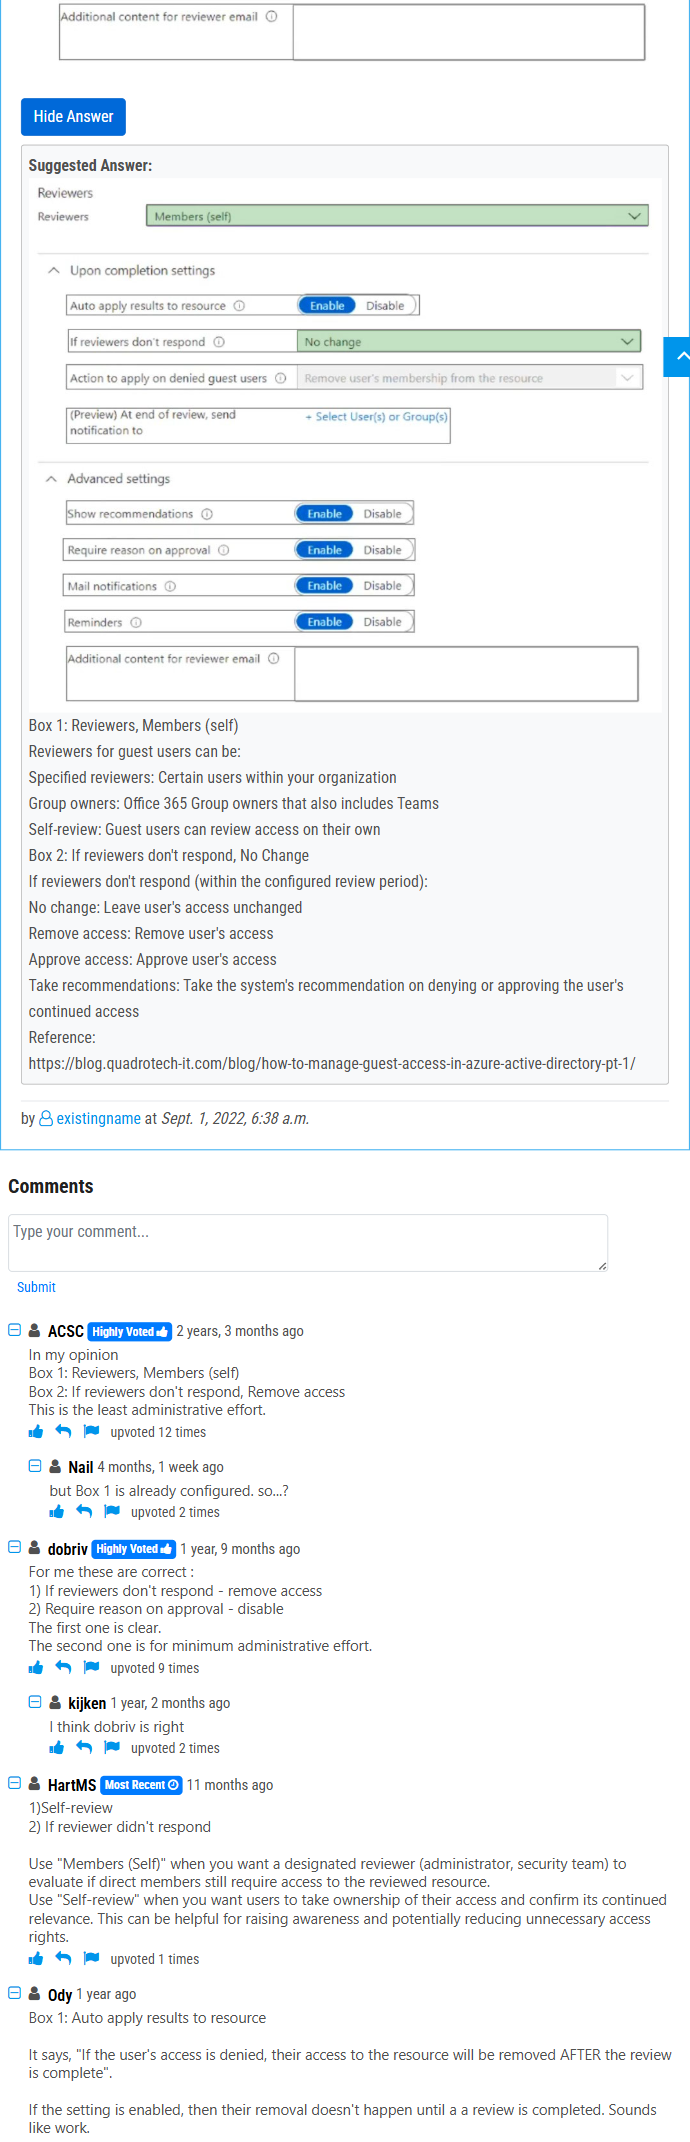 Additional content for reviewer email
Hide Answer
Suggested Answer:
Reviewers
Reviewers Members (self)
Upon completion settings
Auto apply results to resource Enable Disable
If reviewers don't respond No change
Action to apply on denied guest users Remove user's membership from the resource
(Preview) At end of review, send + Select User(s) or Group(s)
notification to
Advanced settings
Show recommendations Enable Disable
Require reason on approval Enable Disable
Mail notifications Enable Disable
Reminders Enable Disable
Additional content for reviewer email
Box 1: Reviewers, Members (self)
Reviewers for guest users can be:
Specified reviewers: Certain users within your organization
Group owners: Office 365 Group owners that also includes Teams
Self-review: Guest users can review access on their own
Box 2: If reviewers don't respond, No Change
If reviewers don't respond (within the configured review period):
No change: Leave user's access unchanged
Remove access: Remove user's access
Approve access: Approve user's access
Take recommendations: Take the system's recommendation on denying or approving the user's
continued access
Reference:
https://blog.quadrotech-it.com/blog/how-to-manage-guest-access-in-azure-active-directory-pt-1/
by existingname at Sept. 1, 2022, 6:38 a.m.
Comments
Type your comment...
Submit
ACSC Highly Voted 2 years, 3 months ago
In my opinion
Box 1: Reviewers, Members (self)
Box 2: If reviewers don't respond, Remove access
This is the least administrative effort.
upvoted 12 times
Nail 4 months, 1 week ago
but Box 1 is already configured. so...?
upvoted 2 times
dobriv Highly Voted 1 year, 9 months ago
For me these are correct :
1) If reviewers don't respond - remove access
2) Require reason on approval - disable
The first one is clear.
The second one is for minimum administrative effort.
upvoted 9 times
kijken 1 year, 2 months ago
I think dobriv is right
upvoted 2 times
HartMS Most Recent 11 months ago
1)Self-review
2) If reviewer didn't respond
Use "Members (Self)" when you want a designated reviewer (administrator, security team) to
evaluate if direct members still require access to the reviewed resource.
Use "Self-review" when you want users to take ownership of their access and confirm its continued
relevance. This can be helpful for raising awareness and potentially reducing unnecessary access
rights.
upvoted 1 times
Ody 1 year ago
Box 1: Auto apply results to resource
It says, "If the user's access is denied, their access to the resource will be removed AFTER the review
is complete".
If the setting is enabled, then their removal doesn't happen until a a review is completed. Sounds
like work.